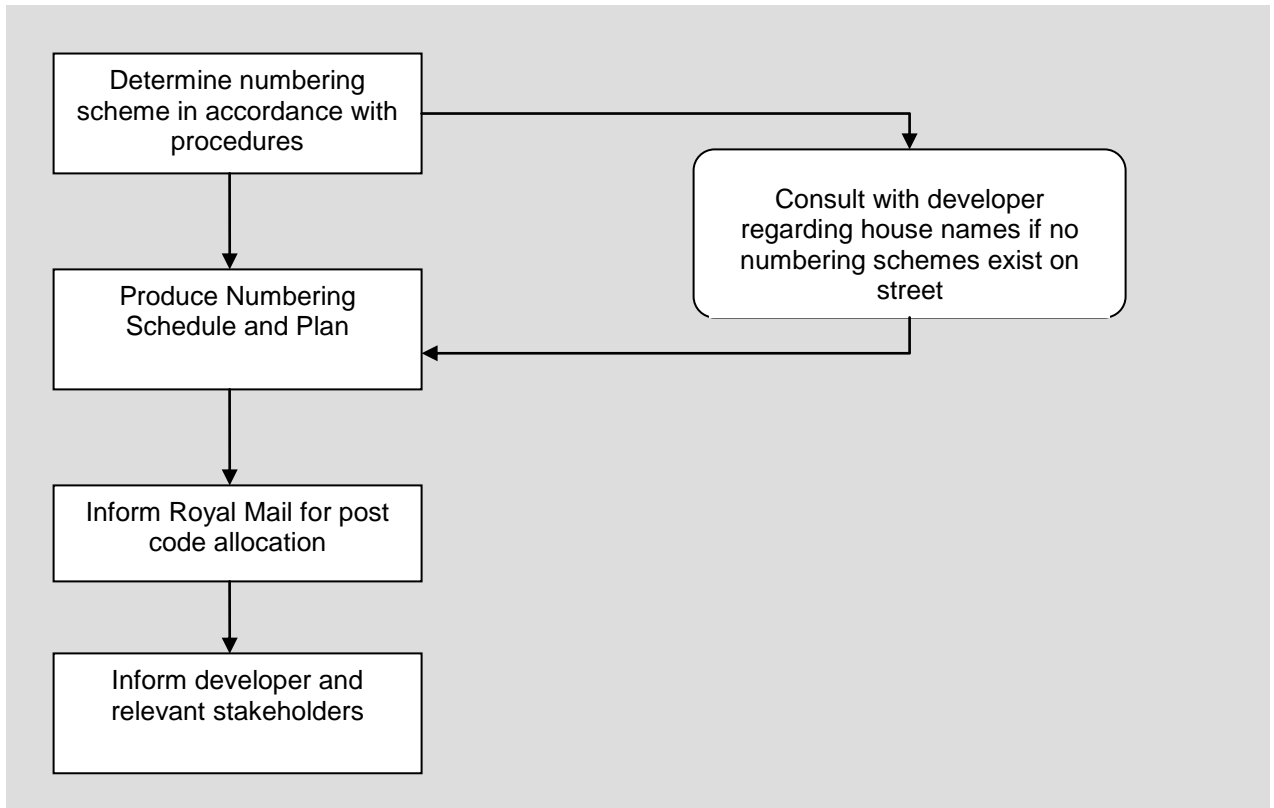 Determine numbering
scheme in accordance with
procedures
Consult with developer
regarding house names if no
numbering schemes exist on
street
Produce Numbering
Schedule and Plan
Inform Royal Mail for post
code allocation
Inform developer and
relevant stakeholders